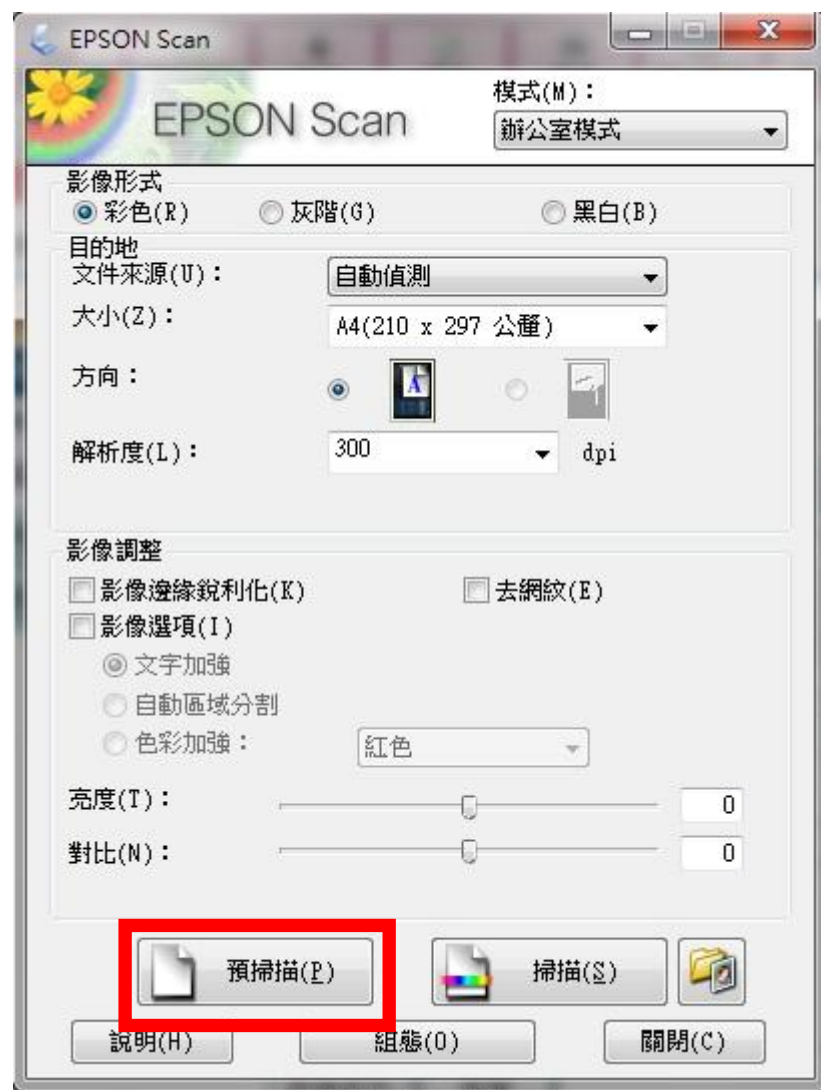 EPSON Scan
EPSON Scan
模式(M)：
辦公室模式
影像形式
彩色(R) 灰階(G) 黑白(B)
目的地
文件來源(U)： 自動偵測
大小(Z)： A4(210 x 297 公釐)
方向： A
解析度(L)： 300 dpi
影像調整
影像邊緣銳利化(K) 去網紋(E)
影像選項(I)
文字加強
自動區域分割
色彩加強： 紅色
亮度(T)： 0
對比(N)： 0
預掃描(P) 掃描(S)
說明(H) 組態(O) 關閉(C)